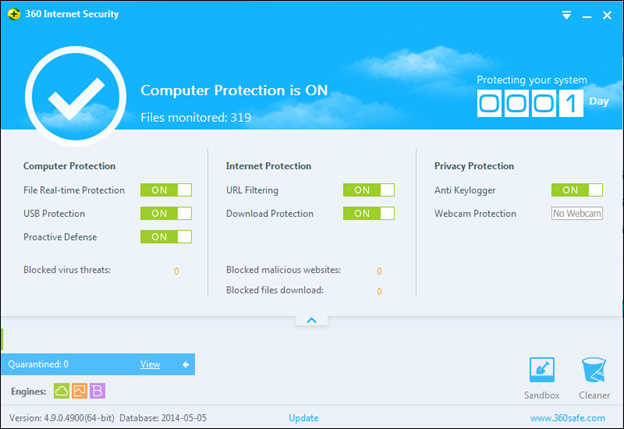 360 Internet Security
Computer Protection is ON
Files monitored: 319
Protecting your system
0001 Day
Computer Protection
File Real-time Protection ON
USB Protection ON
Proactive Defense ON
Blocked virus threats: 0
Internet Protection
URL Filtering ON
Download Protection ON
Blocked malicious websites: 0
Blocked files download: 0
Privacy Protection
Anti Keylogger ON
Webcam Protection No Webcam
Quarantined: 0 View
Engines: B
Sandbox
Cleaner
Version: 4.9.0.4900(64-bit) Database: 2014-05-05 Update www.360safe.com